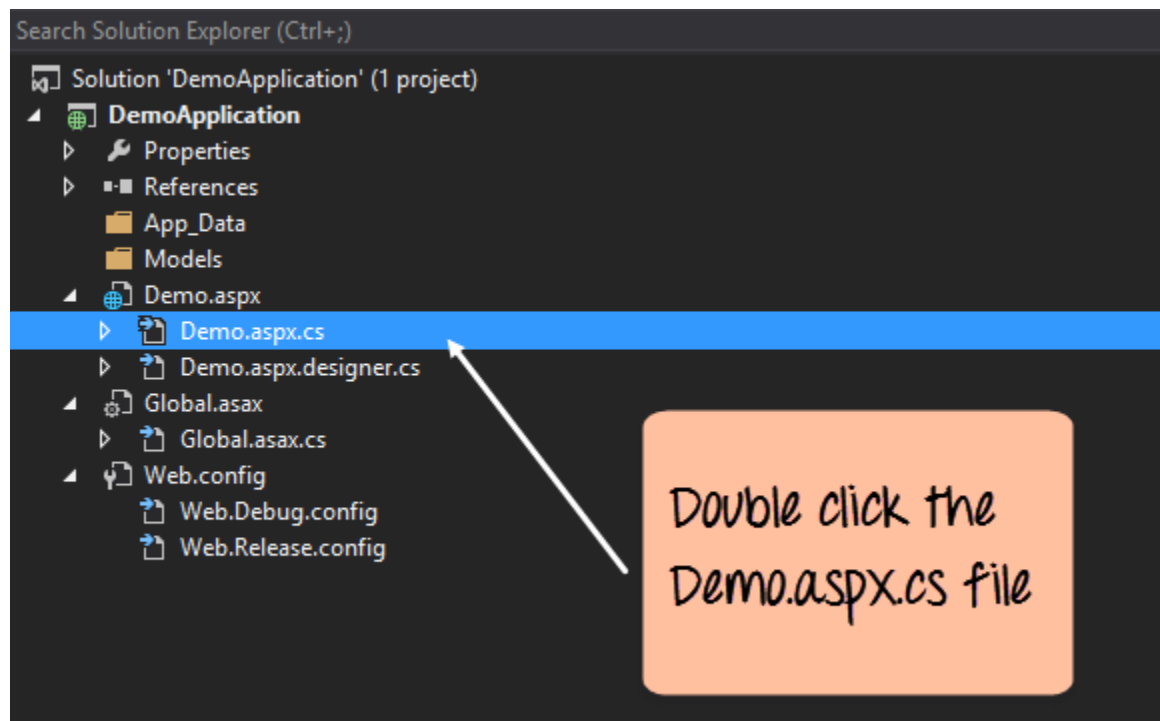 Search Solution Explorer (Ctrl+;)
Solution 'DemoApplication' (1 project)
DemoApplication
Properties
References
App_Data
Models
Demo.aspx
Demo.aspx.cs
Demo.aspx.designer.cs
Global.asax
Global.asax.cs
Web.config
Web.Debug.config
Web.Release.config
Double click the
Demo.aspx.cs file